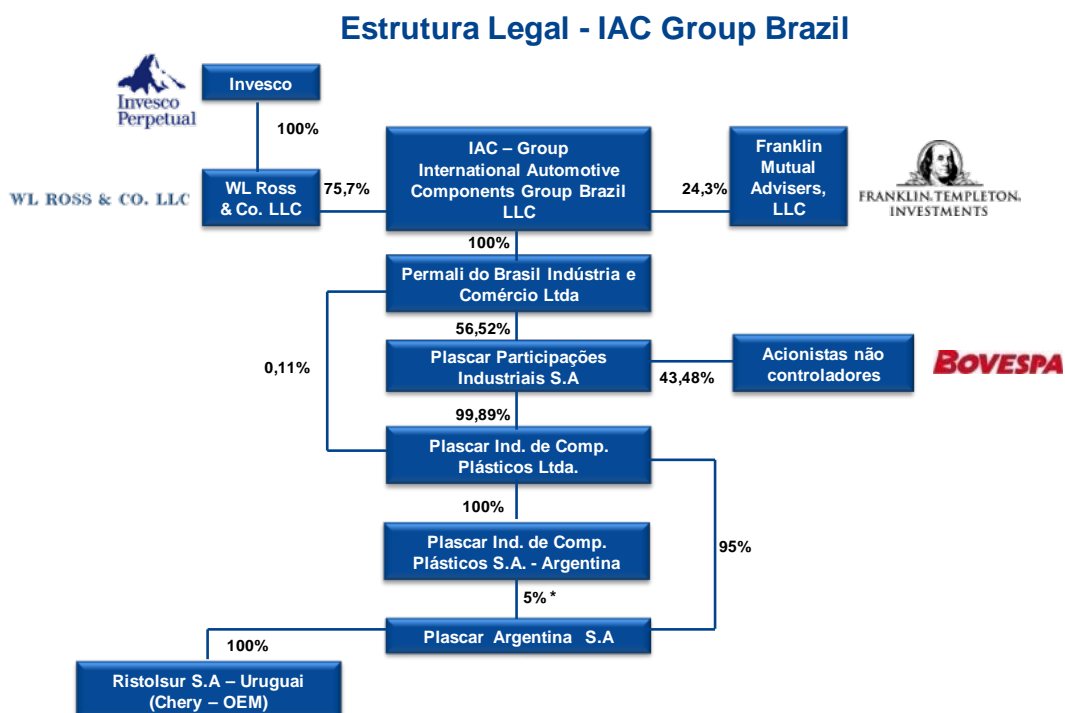 Estrutura Legal - IAC Group Brazil
Invesco
Perpetual
Invesco
100%
WL ROSS & CO. LLC
WL Ross
& Co. LLC
75,7%
IAC – Group
International Automotive
Components Group Brazil
LLC
24,3%
Franklin
Mutual
Advisers,
LLC
FRANKLIN TEMPLETON
INVESTMENTS
100%
Permali do Brasil Indústria e
Comércio Ltda
56,52%
0,11%
Plascar Participações
Industriais S.A
43,48%
Acionistas não
controladores
BOVESPA
99,89%
Plascar Ind. de Comp.
Plásticos Ltda.
100%
95%
Plascar Ind. de Comp.
Plásticos S.A. - Argentina
5% *
Plascar Argentina S.A
100%
Ristolsur S.A – Uruguai
(Chery – OEM)